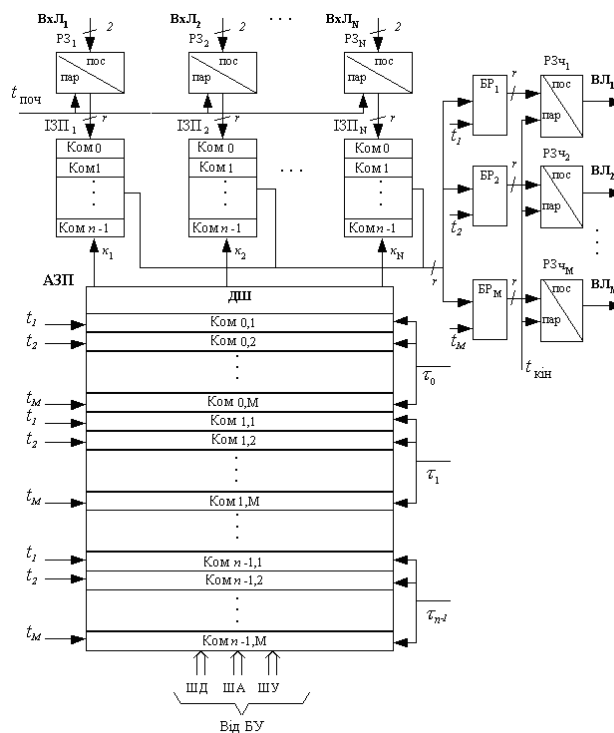 ВхЛ₁ 2 ВхЛ₂ 2 · · · ВхЛN 2
РЗ₁ РЗ₂ РЗN
пос пос пос
пар пар пар
tпоч
ІЗП₁ r ІЗП₂ r ІЗПN r
Ком 0 Ком 0 Ком 0
Ком1 Ком 1 Ком 1
Ком n-1 Ком n-1 Ком n-1
к₁ к₂ кN
r
РЗч₁
БР₁ r пос ВЛ₁
t₁ пар
РЗч₂
БР₂ r пос ВЛ₂
t₂ пар
РЗчM
БРM r пос ВЛM
tM пар
tкін
АЗП
ДШ
t₁ Ком 0,1
t₂ Ком 0,2
τ₀
tM Ком 0,M
t₁ Ком 1,1
t₂ Ком 1,2
τ₁
tM Ком 1,M
t₁ Ком n-1,1
t₂ Ком n-1,2
τn-1
tM Ком n-1,M
ШД ША ШУ
Від БУ